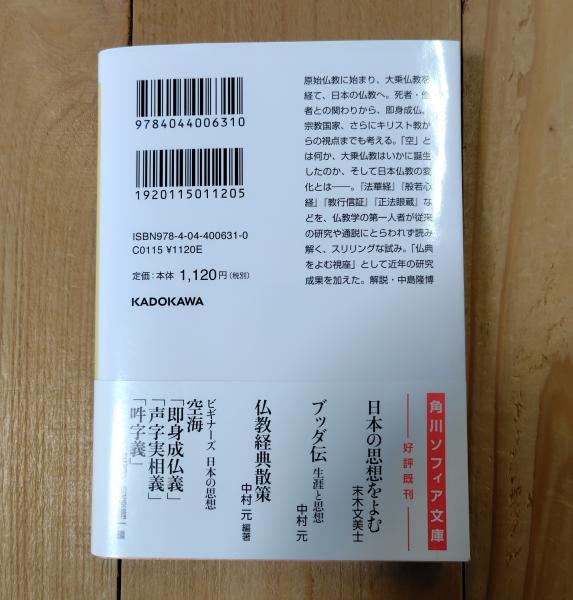 9784044006310
1920115011205
ISBN978-4-04-400631-0
C0115 ¥1120E
定価:本体1,120円(税別)
KADOKAWA
原始仏教に始まり、大乗仏教を
経て、日本の仏教へ。死者・他
者との関わりから、即身成仏、
宗教国家、さらにキリスト教か
らの視点までも考える。「空」と
は何か、大乗仏教はいかに誕生
したのか、そして日本仏教の変
化とは——。『法華経』『般若心
経』『教行信証』『正法眼蔵』な
どを、仏教学の第一人者が従来
の研究や通説にとらわれず読み
解く、スリリングな試み。「仏典
をよむ視座」として近年の研究
成果を加えた。解説・中島隆博
角川ソフィア文庫
好評既刊
日本の思想をよむ
末木文美士
ブッダ伝 生涯と思想
中村 元
仏教経典散策
中村 元 編著
ビギナーズ 日本の思想
空海
「即身成仏義」
「声字実相義」
「吽字義」